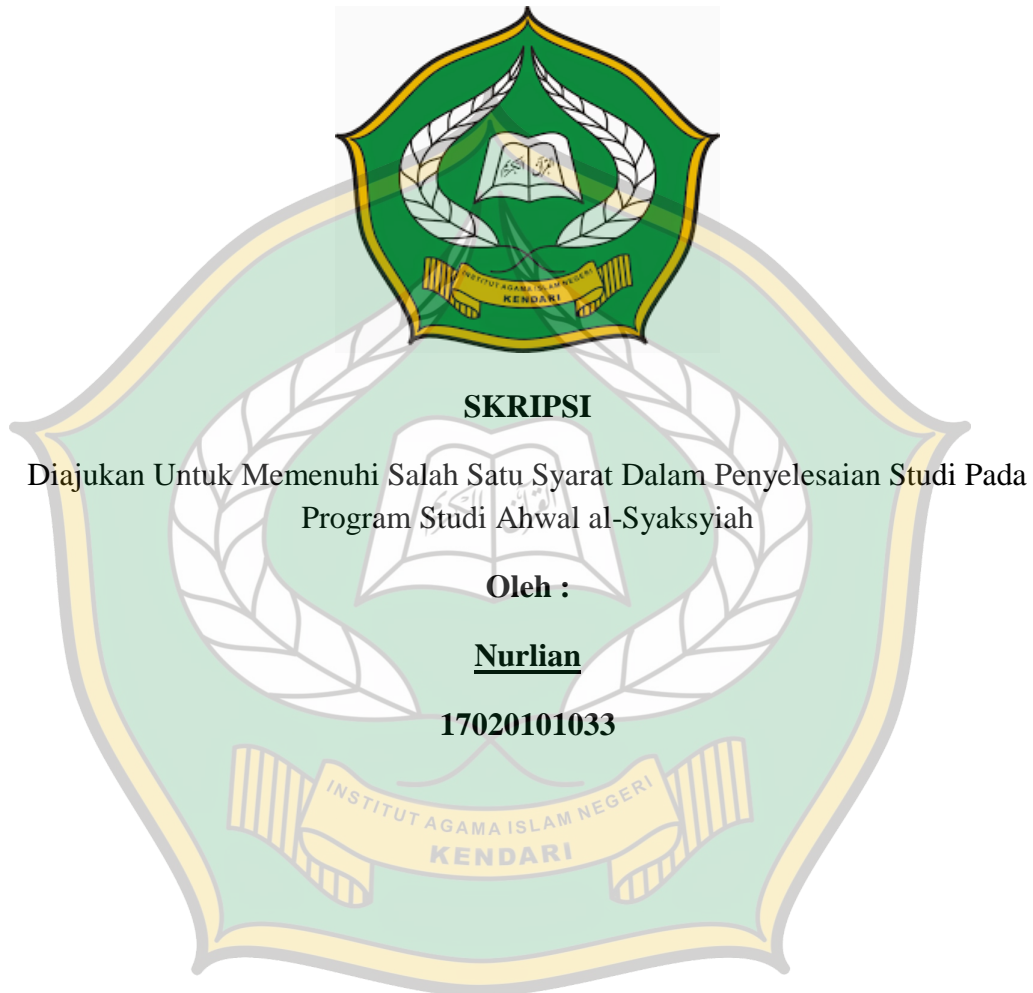 INSTITUT AGAMA ISLAM NEGERI
KENDARI
SKRIPSI
Diajukan Untuk Memenuhi Salah Satu Syarat Dalam Penyelesaian Studi Pada
Program Studi Ahwal al-Syaksyiah
Oleh :
Nurlian
17020101033
INSTITUT AGAMA ISLAM NEGERI
KENDARI